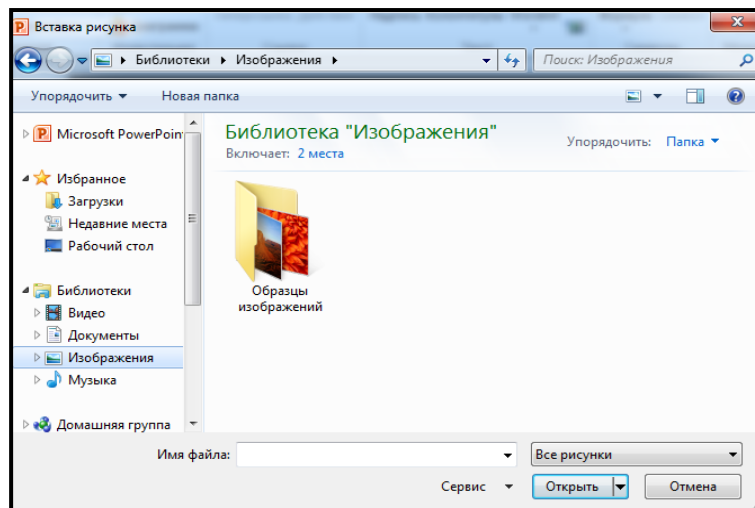 Вставка рисунка
Библиотеки ▸ Изображения ▸
Поиск: Изображения
Упорядочить Новая папка
Microsoft PowerPoin
Избранное
Загрузки
Недавние места
Рабочий стол
Библиотеки
Видео
Документы
Изображения
Музыка
Домашняя группа
Библиотека "Изображения"
Включает: 2 места
Упорядочить: Папка
Образцы
изображений
Имя файла:
Все рисунки
Сервис Открыть Отмена